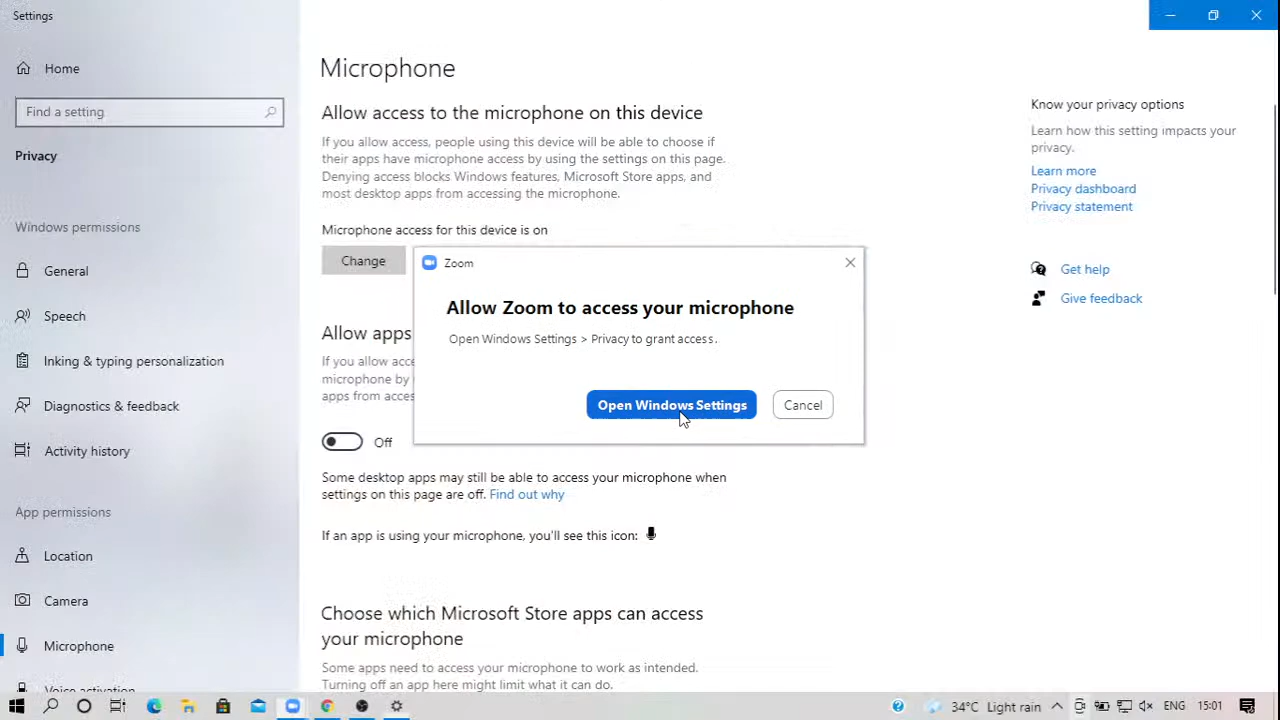 Settings
Home
Find a setting
Privacy
Windows permissions
General
Speech
Inking & typing personalization
Diagnostics & feedback
Activity history
App permissions
Location
Camera
Microphone
Voice activation
Microphone
Allow access to the microphone on this device
If you allow access, people using this device will be able to choose if
their apps have microphone access by using the settings on this page.
Denying access blocks Windows features, Microsoft Store apps, and
most desktop apps from accessing the microphone.
Microphone access for this device is on
Change
Allow apps
If you allow acce
microphone by
apps from access
Off
Some desktop apps may still be able to access your microphone when
settings on this page are off. Find out why
If an app is using your microphone, you'll see this icon:
Choose which Microsoft Store apps can access
your microphone
Some apps need to access your microphone to work as intended.
Turning off an app here might limit what it can do.
Zoom
Allow Zoom to access your microphone
Open Windows Settings > Privacy to grant access.
Open Windows Settings
Cancel
Know your privacy options
Learn how this setting impacts your
privacy.
Learn more
Privacy dashboard
Privacy statement
Get help
Give feedback
34°C Light rain
ENG
15:01